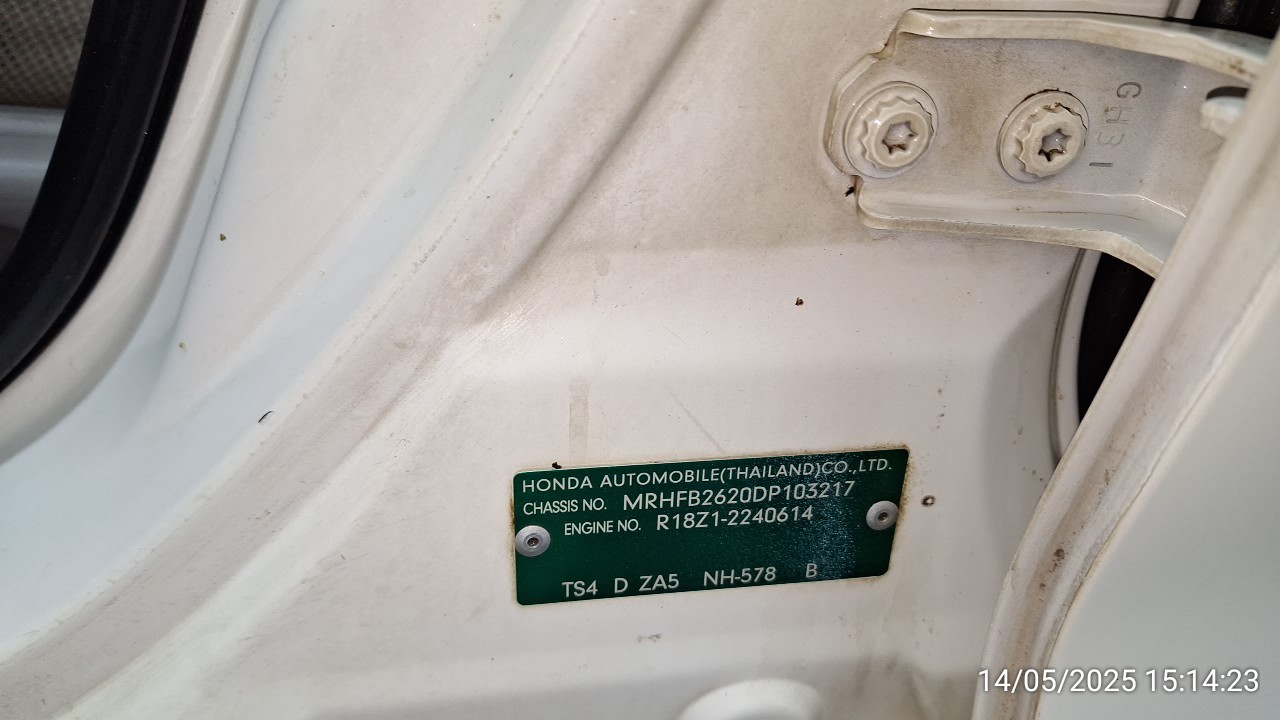 GH31
HONDA AUTOMOBILE(THAILAND)CO.,LTD.
CHASSIS NO. MRHFB2620DP103217
ENGINE NO. R18Z1-2240614
TS4 D ZA5 NH-578 B
14/05/2025 15:14:23